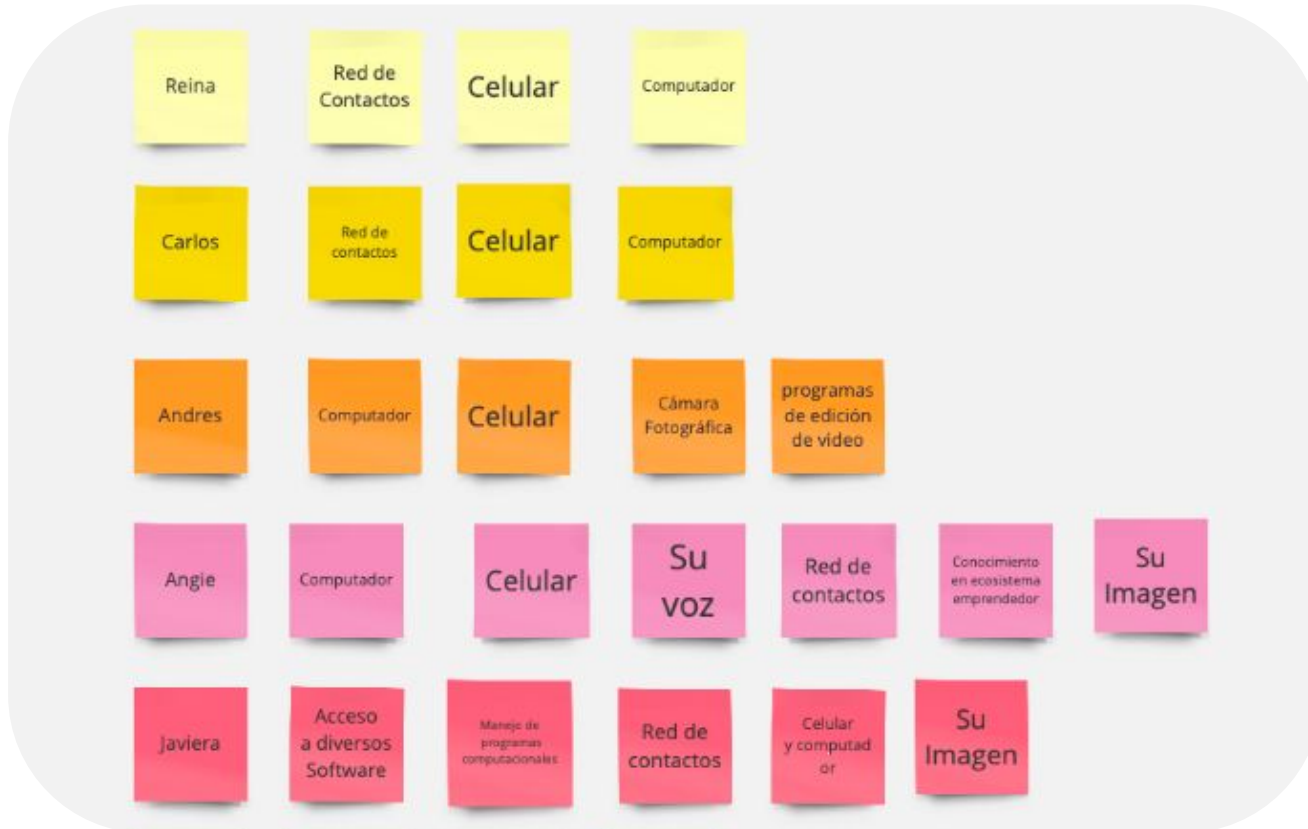 Reina
Red de
Contactos
Celular
Computador
Carlos
Red de
contactos
Celular
Computador
Andres
Computador
Celular
Cámara
Fotográfica
programas
de edición
de video
Angie
Computador
Celular
Su
voz
Red de
contactos
Conocimiento
en ecosistema
emprendedor
Su
Imagen
Javiera
Acceso
a diversos
Software
Manejo de
programas
computacionales
Red de
contactos
Celular
y computad
or
Su
Imagen